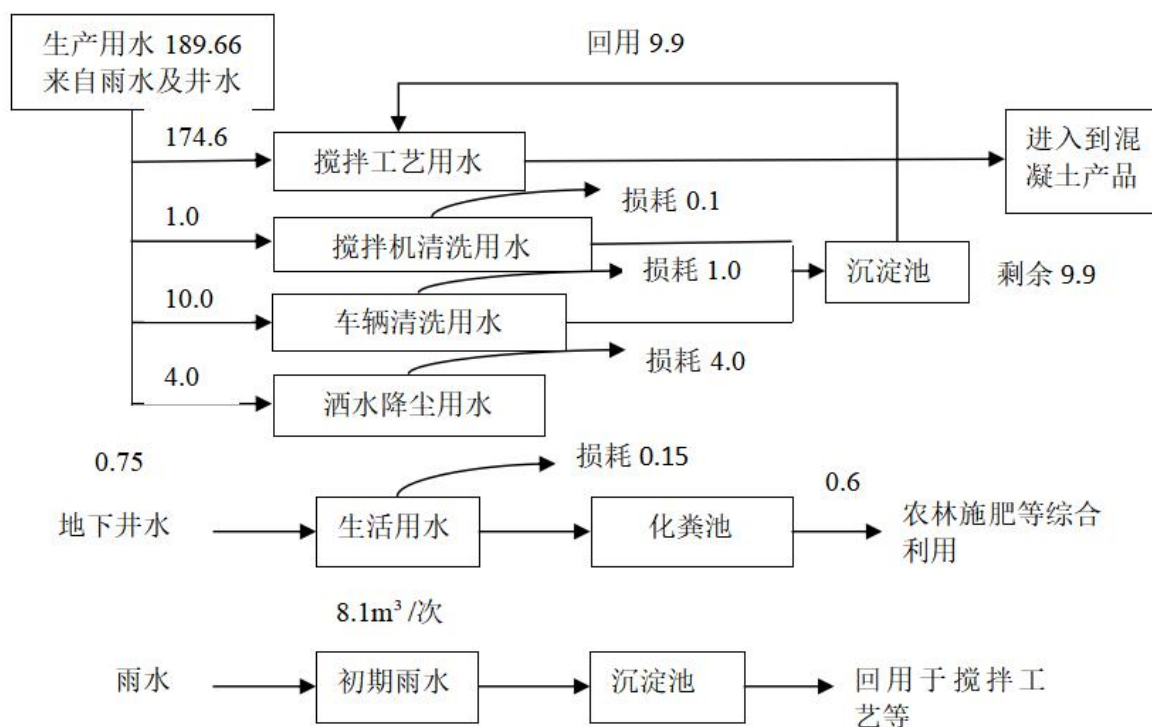 生产用水 189.66
来自雨水及井水
回用 9.9
174.6
搅拌工艺用水
进入到混
凝土产品
损耗 0.1
1.0
搅拌机清洗用水
损耗 1.0
沉淀池
剩余 9.9
10.0
车辆清洗用水
损耗 4.0
4.0
洒水降尘用水
0.75
损耗 0.15
0.6
地下井水
生活用水
化粪池
农林施肥等综合
利用
8.1m³ /次
雨水
初期雨水
沉淀池
回用于搅拌工
艺等